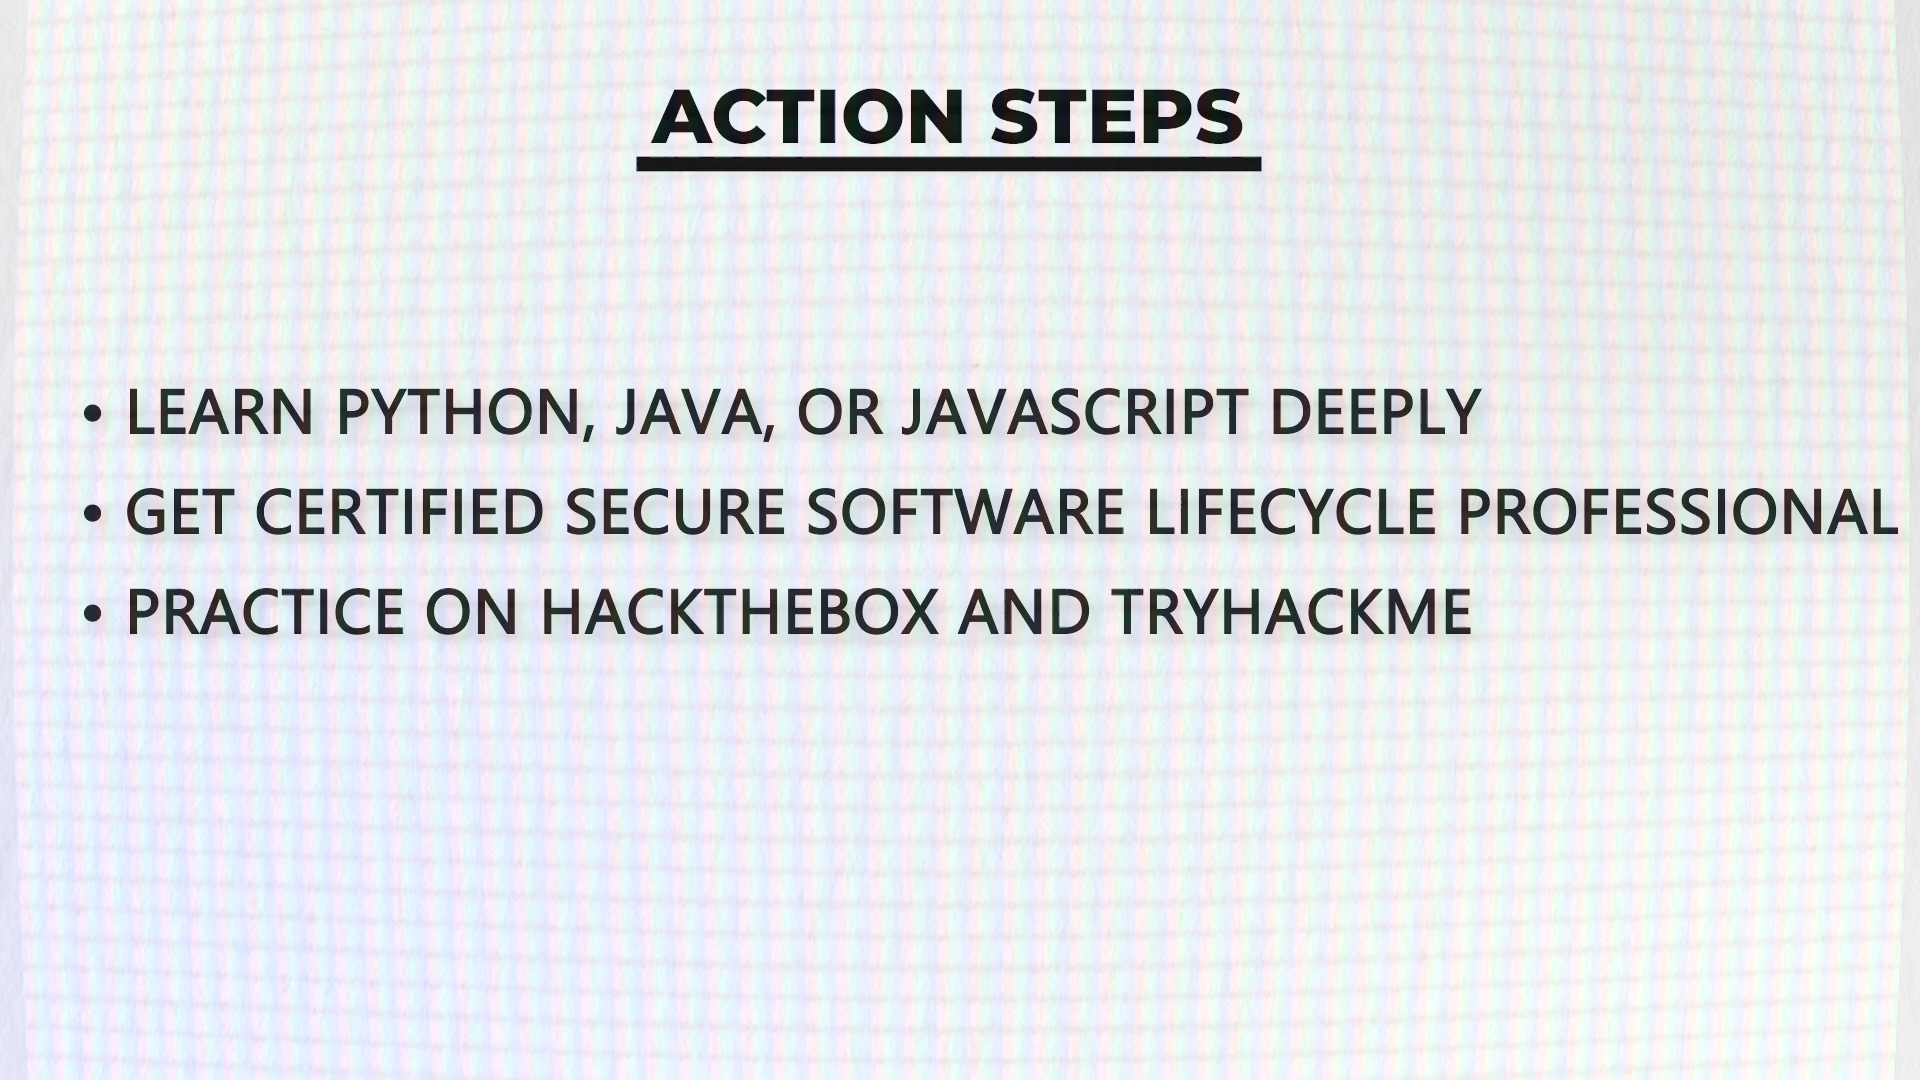 ACTION STEPS
• LEARN PYTHON, JAVA, OR JAVASCRIPT DEEPLY
• GET CERTIFIED SECURE SOFTWARE LIFECYCLE PROFESSIONAL
• PRACTICE ON HACKTHEBOX AND TRYHACKME